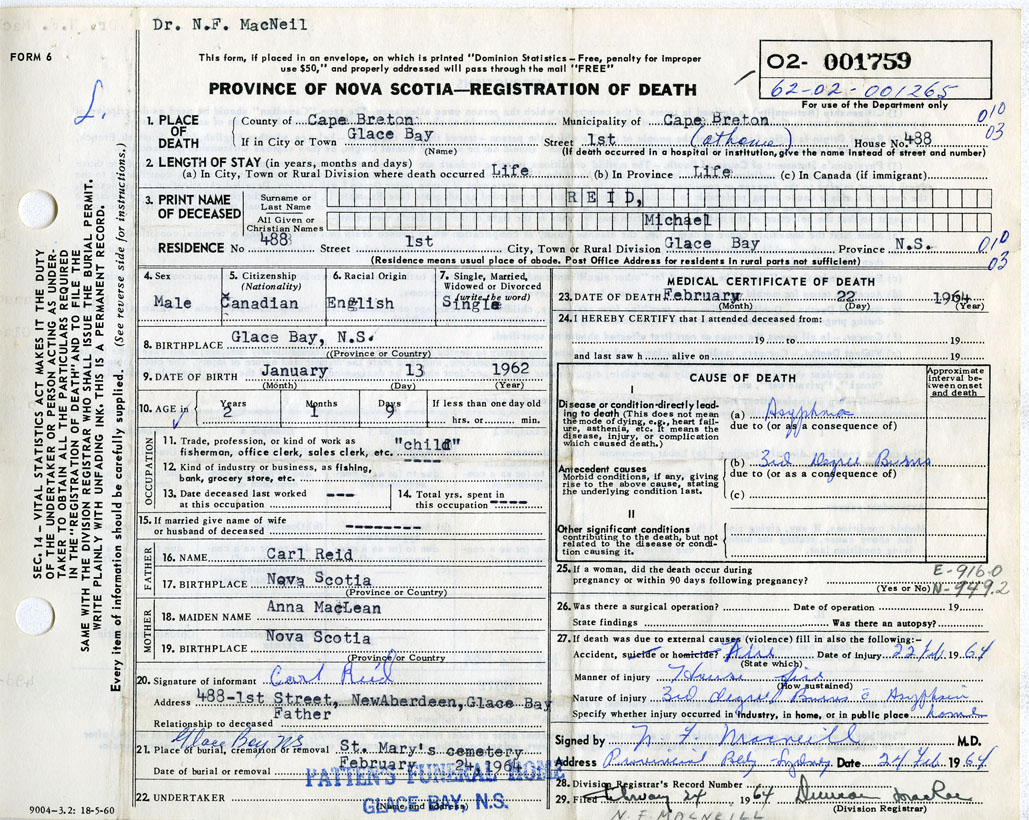 Dr. N.F. MacNeil
FORM 6
This form, if placed in an envelope, on which is printed "Dominion Statistics – Free, penalty for improper
use $50," and properly addressed will pass through the mail "FREE"
PROVINCE OF NOVA SCOTIA—REGISTRATION OF DEATH
O2- 001759
62-02-001265
For use of the Department only
1. PLACE OF DEATH
County of Cape Breton Municipality of Cape Breton 010
If in City or Town Glace Bay Street 1st (at home) House No. 488 03
(Name) (If death occurred in a hospital or institution, give the name instead of street and number)
2. LENGTH OF STAY (in years, months and days)
(a) In City, Town or Rural Division where death occurred Life (b) In Province Life (c) In Canada (if immigrant)
3. PRINT NAME OF DECEASED
Surname or Last Name REID,
All Given or Christian Names Michael
RESIDENCE No 488 Street 1st City, Town or Rural Division Glace Bay Province N.S. 010
(Residence means usual place of abode. Post Office Address for residents in rural parts not sufficient) 03
4. Sex 5. Citizenship (Nationality) 6. Racial Origin 7. Single, Married, Widowed or Divorced (write the word)
Male Canadian English Single
8. BIRTHPLACE Glace Bay, N.S.
(Province or Country)
9. DATE OF BIRTH January 13 1962
(Month) (Day) (Year)
10. AGE in Years Months Days If less than one day old
2 1 9 hrs. or min.
OCCUPATION
11. Trade, profession, or kind of work as
fisherman, office clerk, sales clerk, etc. "child"
12. Kind of industry or business, as fishing,
bank, grocery store, etc. ----
13. Date deceased last worked
at this occupation ---
14. Total yrs. spent in
this occupation -----
15. If married give name of wife
or husband of deceased ---------
FATHER
16. NAME Carl Reid
17. BIRTHPLACE Nova Scotia
(Province or Country)
MOTHER
18. MAIDEN NAME Anna MacLean
19. BIRTHPLACE Nova Scotia
(Province or Country
20. Signature of informant Carl Reid
Address 488-1st Street, NewAberdeen, Glace Bay
Relationship to deceased Father
Glace Bay NS
21. Place of burial, cremation or removal St. Mary's cemetery
Date of burial or removal February 24, 1964
PATTEN'S FUNERAL HOME
GLACE BAY, N.S.
22. UNDERTAKER
(Name and address)
9004-3.2: 18-5-60
MEDICAL CERTIFICATE OF DEATH
23. DATE OF DEATH February 22 1964
(Month) (Day) (Year)
24. I HEREBY CERTIFY that I attended deceased from:
19 to 19
and last saw h alive on 19
CAUSE OF DEATH
Approximate interval between onset and death
I
Disease or condition directly leading to death (This does not mean the mode of dying, e.g., heart failure, asthenia, etc. It means the disease, injury, or complication which caused death.)
(a) Asyphxia
due to (or as a consequence of)
Antecedent causes
Morbid conditions, if any, giving rise to the above cause, stating the underlying condition last.
(b) 3rd Degree Burns
due to (or as a consequence of)
(c)
II
Other significant conditions contributing to the death, but not related to the disease or condition causing it.
25. If a woman, did the death occur during
pregnancy or within 90 days following pregnancy?
(Yes or No)
E-916.0
N-949.2
26. Was there a surgical operation? Date of operation 19
State findings Was there an autopsy?
27. If death was due to external causes (violence) fill in also the following:–
Accident, suicide or homicide? Fire Date of injury 22 Feb 1964
(State which)
Manner of injury House fire
(How sustained)
Nature of injury 3rd degree Burns c Asyphxia
Specify whether injury occurred in industry, in home, or in public place home
Signed by N F Macneill M.D.
Address Provincial Bldg Sydney Date 24 Feb 1964
28. Division Registrar's Record Number
29. Filed February 24 1964 Duncan MacRae
(Division Registrar)
N.F. MACNEILL
SEC. 14 – VITAL STATISTICS ACT MAKES IT THE DUTY
OF THE UNDERTAKER OR PERSON ACTING AS UNDER-
TAKER TO OBTAIN ALL THE PARTICULARS REQUIRED
IN THE "REGISTRATION OF DEATH" AND TO FILE THE
SAME WITH THE DIVISION REGISTRAR WHO SHALL ISSUE THE BURIAL PERMIT.
WRITE PLAINLY WITH UNFADING INK. THIS IS A PERMANENT RECORD.
Every item of information should be carefully supplied. (See reverse side for instructions.)